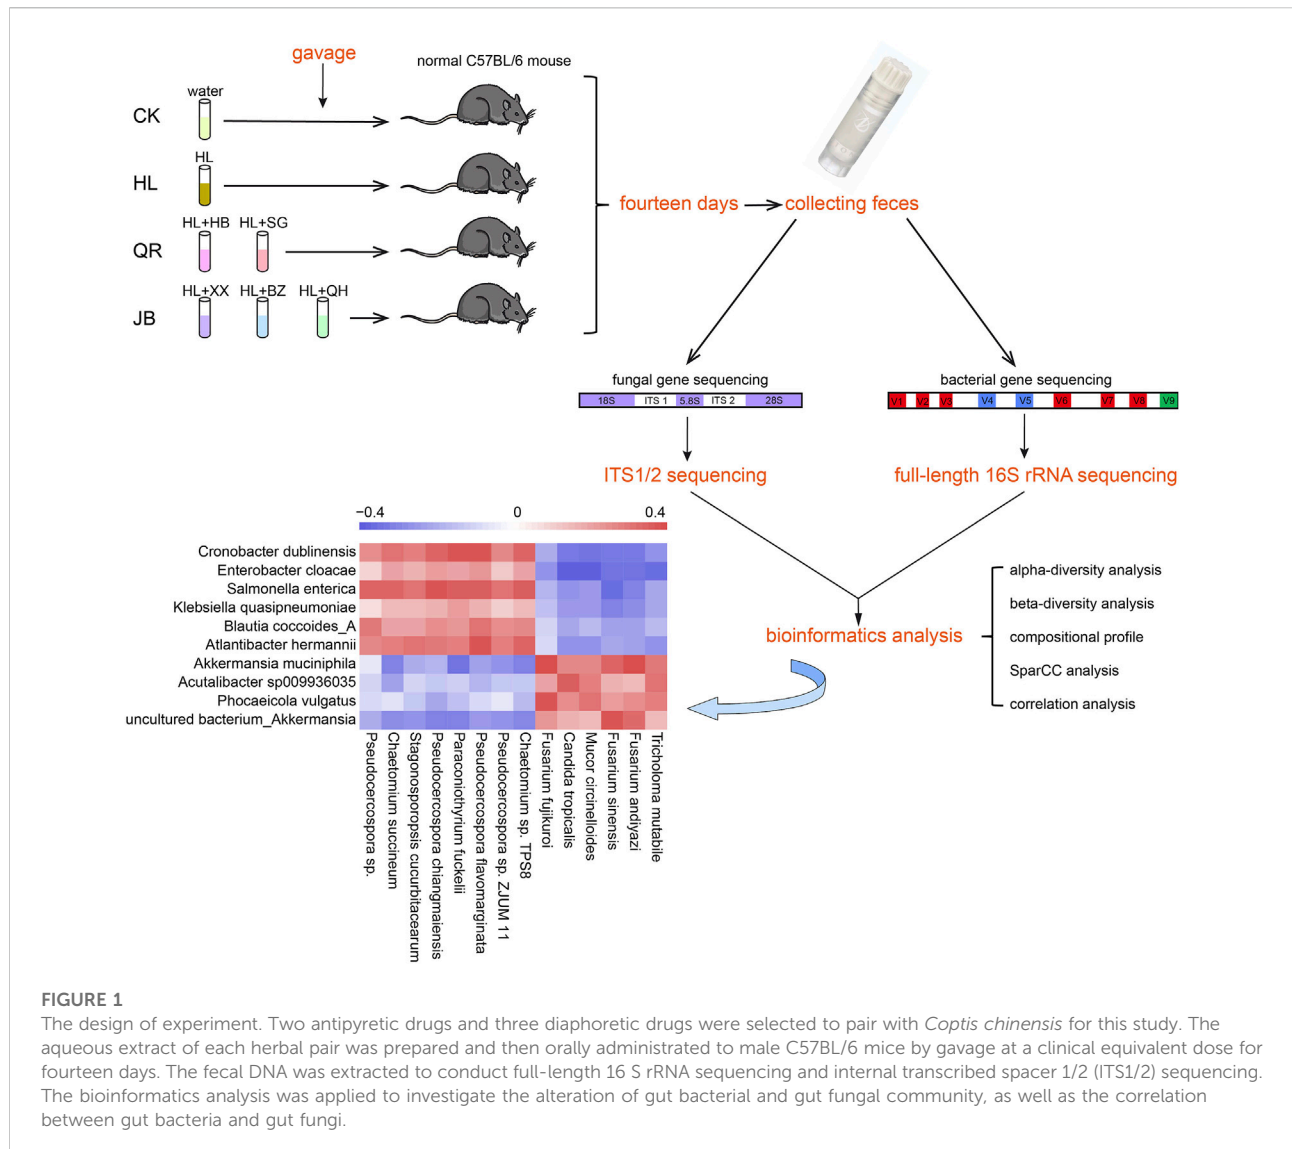 gavage
normal C57BL/6 mouse
water
CK
HL
HL
HL+HB HL+SG
QR
HL+XX HL+BZ HL+QH
JB
fourteen days
collecting feces
fungal gene sequencing
18S ITS 1 5.8S ITS 2 28S
bacterial gene sequencing
V1 V2 V3 V4 V5 V6 V7 V8 V9
ITS1/2 sequencing
full-length 16S rRNA sequencing
bioinformatics analysis
alpha-diversity analysis
beta-diversity analysis
compositional profile
SparCC analysis
correlation analysis
−0.4 0 0.4
Cronobacter dublinensis
Enterobacter cloacae
Salmonella enterica
Klebsiella quasipneumoniae
Blautia coccoides_A
Atlantibacter hermannii
Akkermansia muciniphila
Acutalibacter sp009936035
Phocaeicola vulgatus
uncultured bacterium_Akkermansia
Pseudocercospora sp.
Chaetomium succineum
Stagonosporopsis cucurbitacearum
Pseudocercospora chiangmaiensis
Paraconiothyrium fuckelii
Pseudocercospora flavomarginata
Pseudocercospora sp. ZJUM 11
Chaetomium sp. TPS8
Fusarium fujikuroi
Candida tropicalis
Mucor circinelloides
Fusarium sinensis
Fusarium andiyazi
Tricholoma mutabile
FIGURE 1
The design of experiment. Two antipyretic drugs and three diaphoretic drugs were selected to pair with Coptis chinensis for this study. The
aqueous extract of each herbal pair was prepared and then orally administrated to male C57BL/6 mice by gavage at a clinical equivalent dose for
fourteen days. The fecal DNA was extracted to conduct full-length 16 S rRNA sequencing and internal transcribed spacer 1/2 (ITS1/2) sequencing.
The bioinformatics analysis was applied to investigate the alteration of gut bacterial and gut fungal community, as well as the correlation
between gut bacteria and gut fungi.